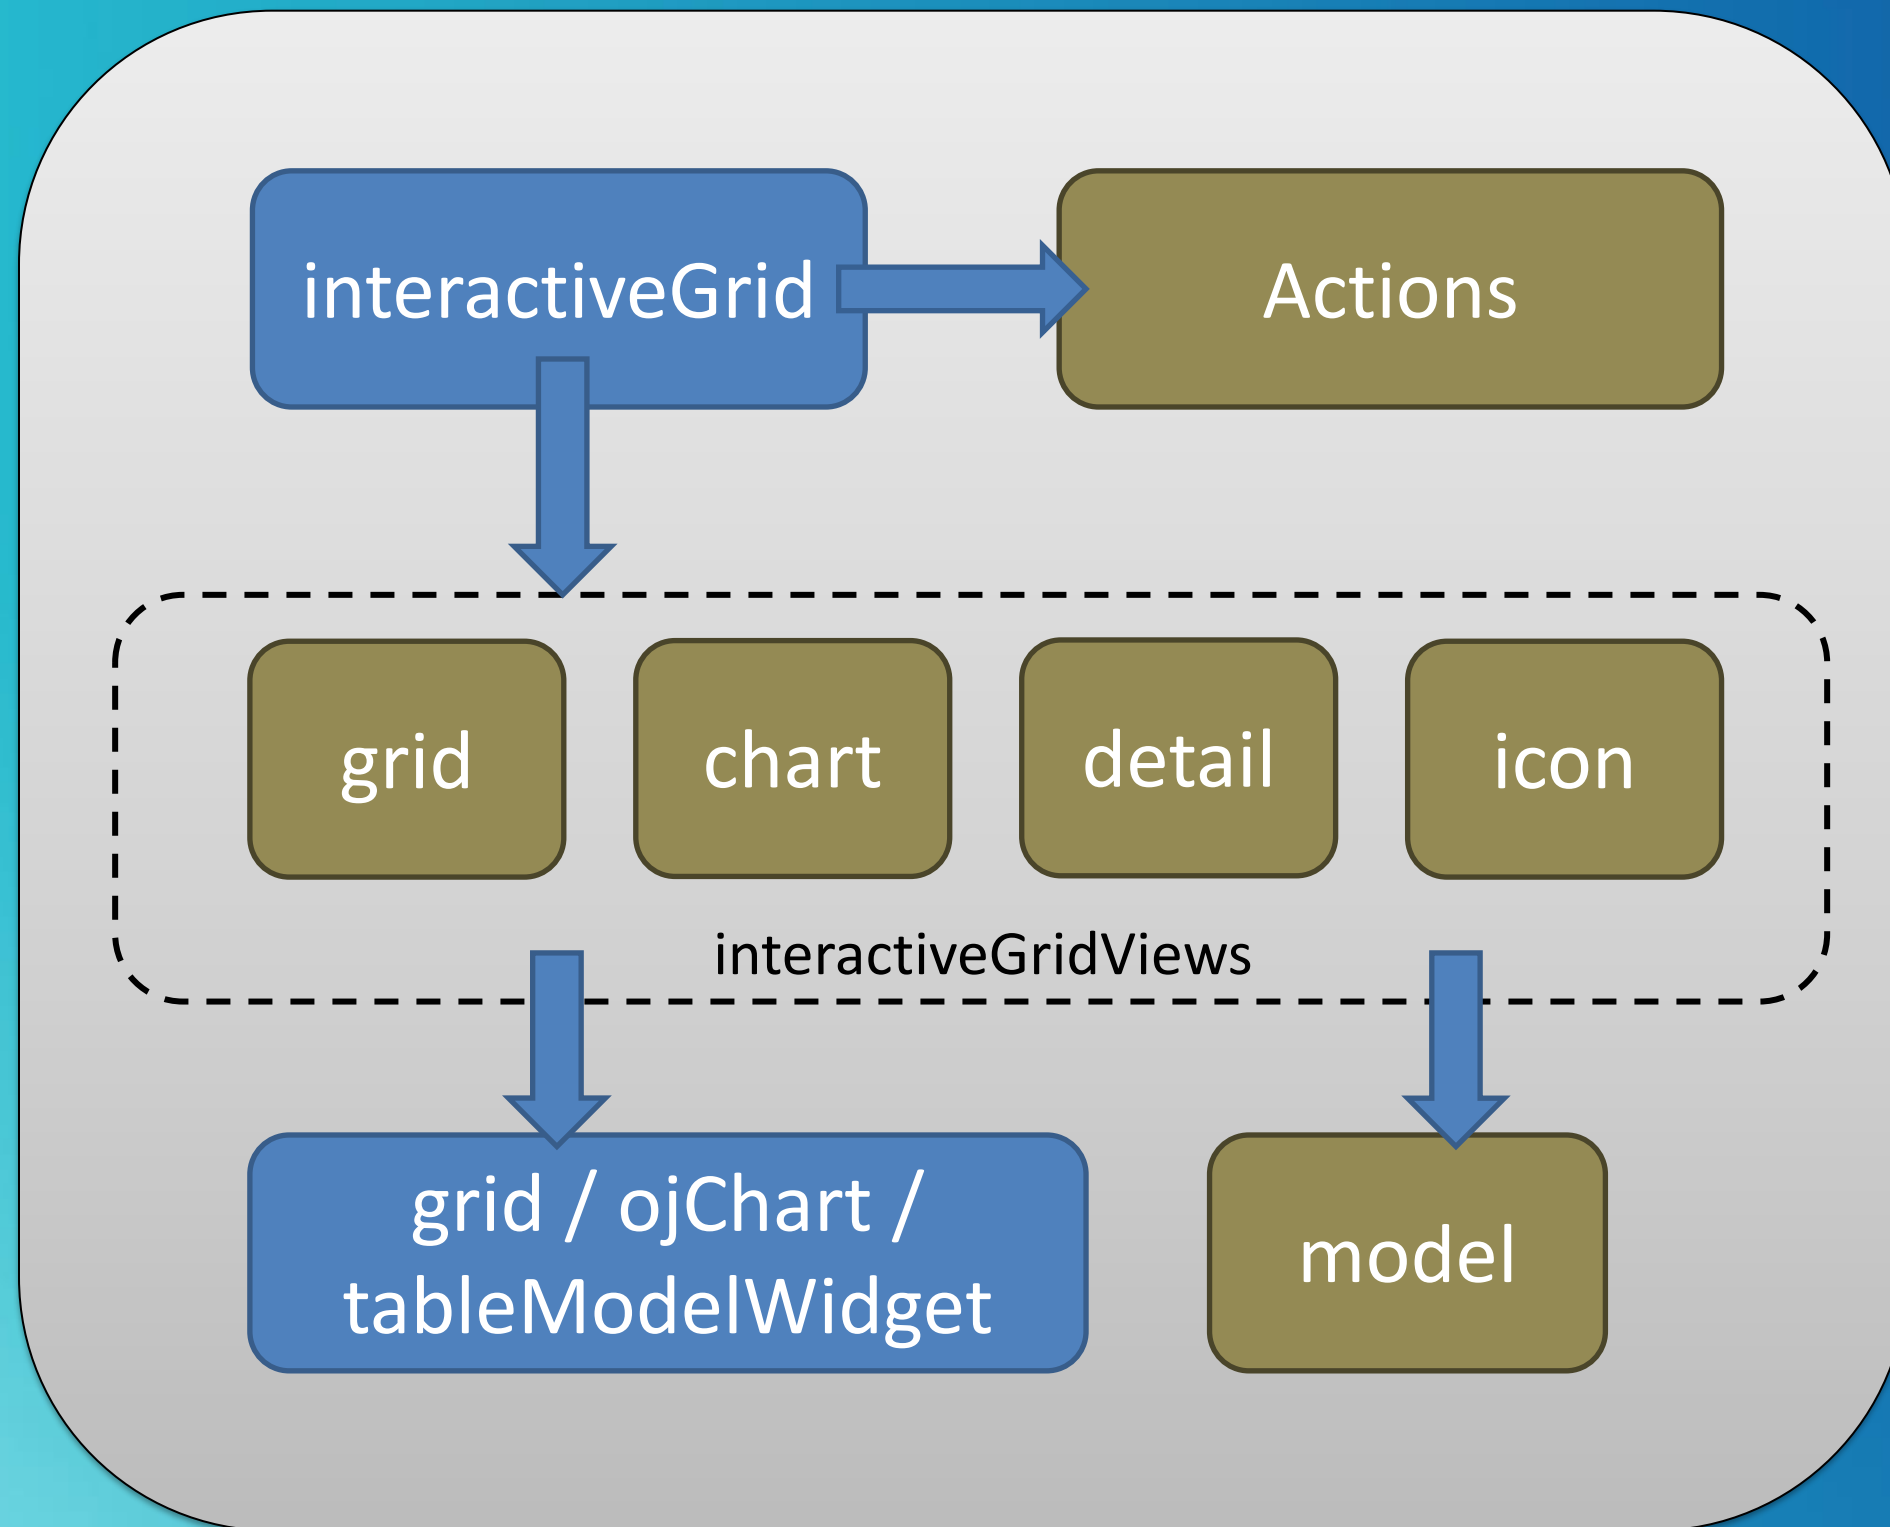 interactiveGrid
Actions
grid
chart
detail
icon
interactiveGridViews
grid / ojChart /
tableModelWidget
model